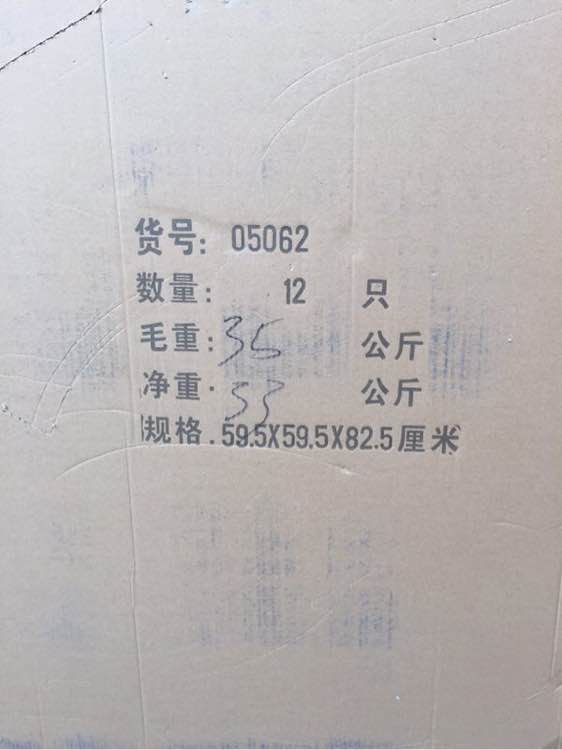 货号: 05062
数量: 12 只
毛重: 35 公斤
净重: 33 公斤
规格. 59.5X59.5X82.5厘米